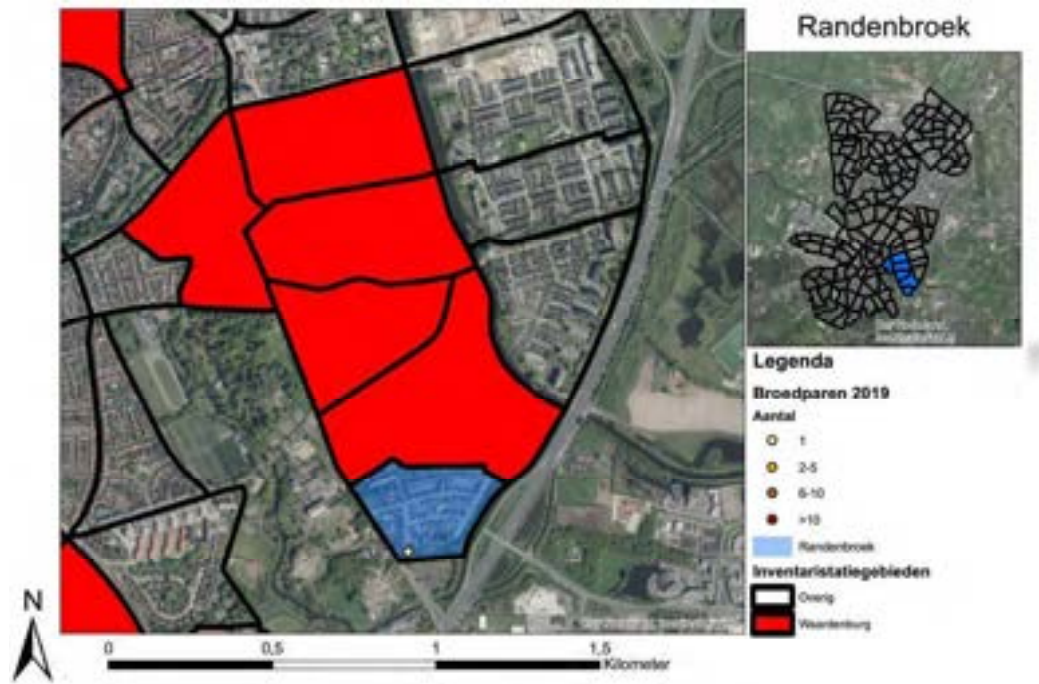 Randenbroek
Legenda
Broedparen 2019
Aantal
1
2-5
6-10
>10
Randenbroek
Inventaristatiegebieden
Overig
Waardenburg
N
0
0,5
1
1,5
Kilometer